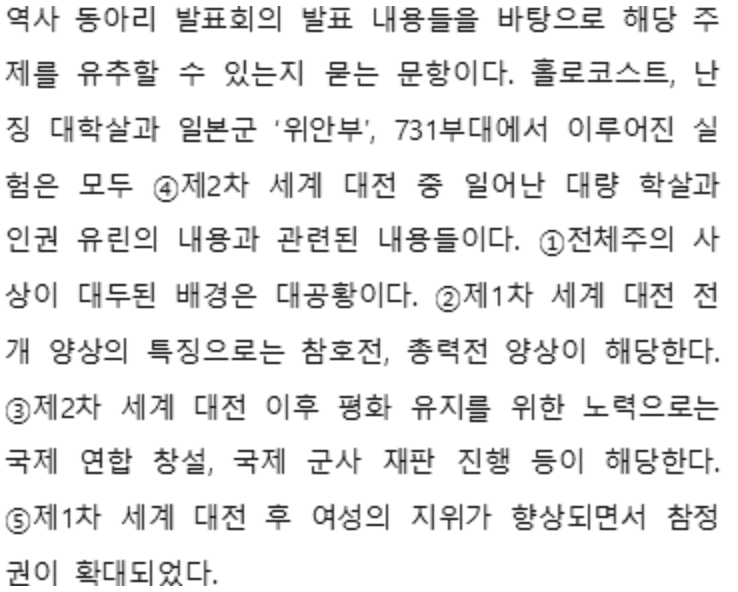 역사 동아리 발표회의 발표 내용들을 바탕으로 해당 주
제를 유추할 수 있는지 묻는 문항이다. 홀로코스트, 난
징 대학살과 일본군 ‘위안부’, 731부대에서 이루어진 실
험은 모두 ④제2차 세계 대전 중 일어난 대량 학살과
인권 유린의 내용과 관련된 내용들이다. ①전체주의 사
상이 대두된 배경은 대공황이다. ②제1차 세계 대전 전
개 양상의 특징으로는 참호전, 총력전 양상이 해당한다.
③제2차 세계 대전 이후 평화 유지를 위한 노력으로는
국제 연합 창설, 국제 군사 재판 진행 등이 해당한다.
⑤제1차 세계 대전 후 여성의 지위가 향상되면서 참정
권이 확대되었다.